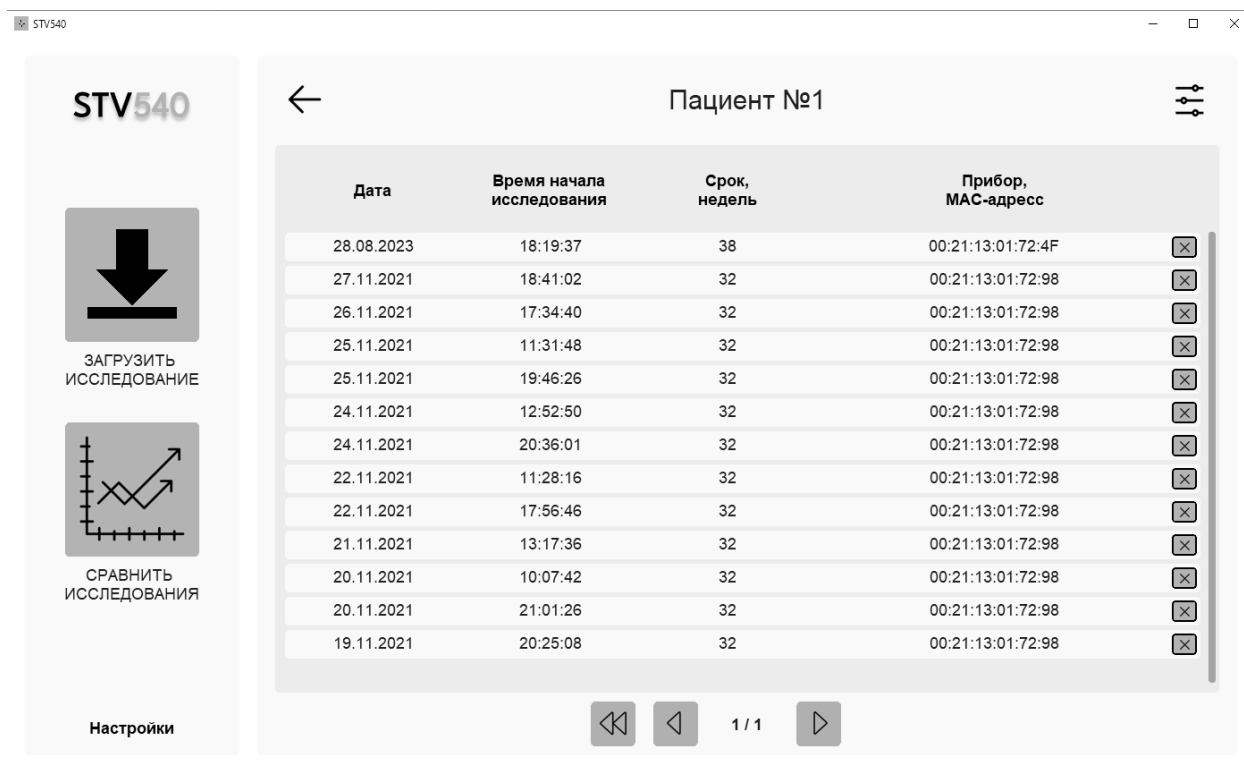 STV540
STV540
Пациент №1
Дата
Время начала
исследования
Срок,
недель
Прибор,
МАС-адресс
28.08.2023 18:19:37 38 00:21:13:01:72:4F
27.11.2021 18:41:02 32 00:21:13:01:72:98
26.11.2021 17:34:40 32 00:21:13:01:72:98
25.11.2021 11:31:48 32 00:21:13:01:72:98
25.11.2021 19:46:26 32 00:21:13:01:72:98
24.11.2021 12:52:50 32 00:21:13:01:72:98
24.11.2021 20:36:01 32 00:21:13:01:72:98
22.11.2021 11:28:16 32 00:21:13:01:72:98
22.11.2021 17:56:46 32 00:21:13:01:72:98
21.11.2021 13:17:36 32 00:21:13:01:72:98
20.11.2021 10:07:42 32 00:21:13:01:72:98
20.11.2021 21:01:26 32 00:21:13:01:72:98
19.11.2021 20:25:08 32 00:21:13:01:72:98
ЗАГРУЗИТЬ
ИССЛЕДОВАНИЕ
СРАВНИТЬ
ИССЛЕДОВАНИЯ
Настройки
1 / 1